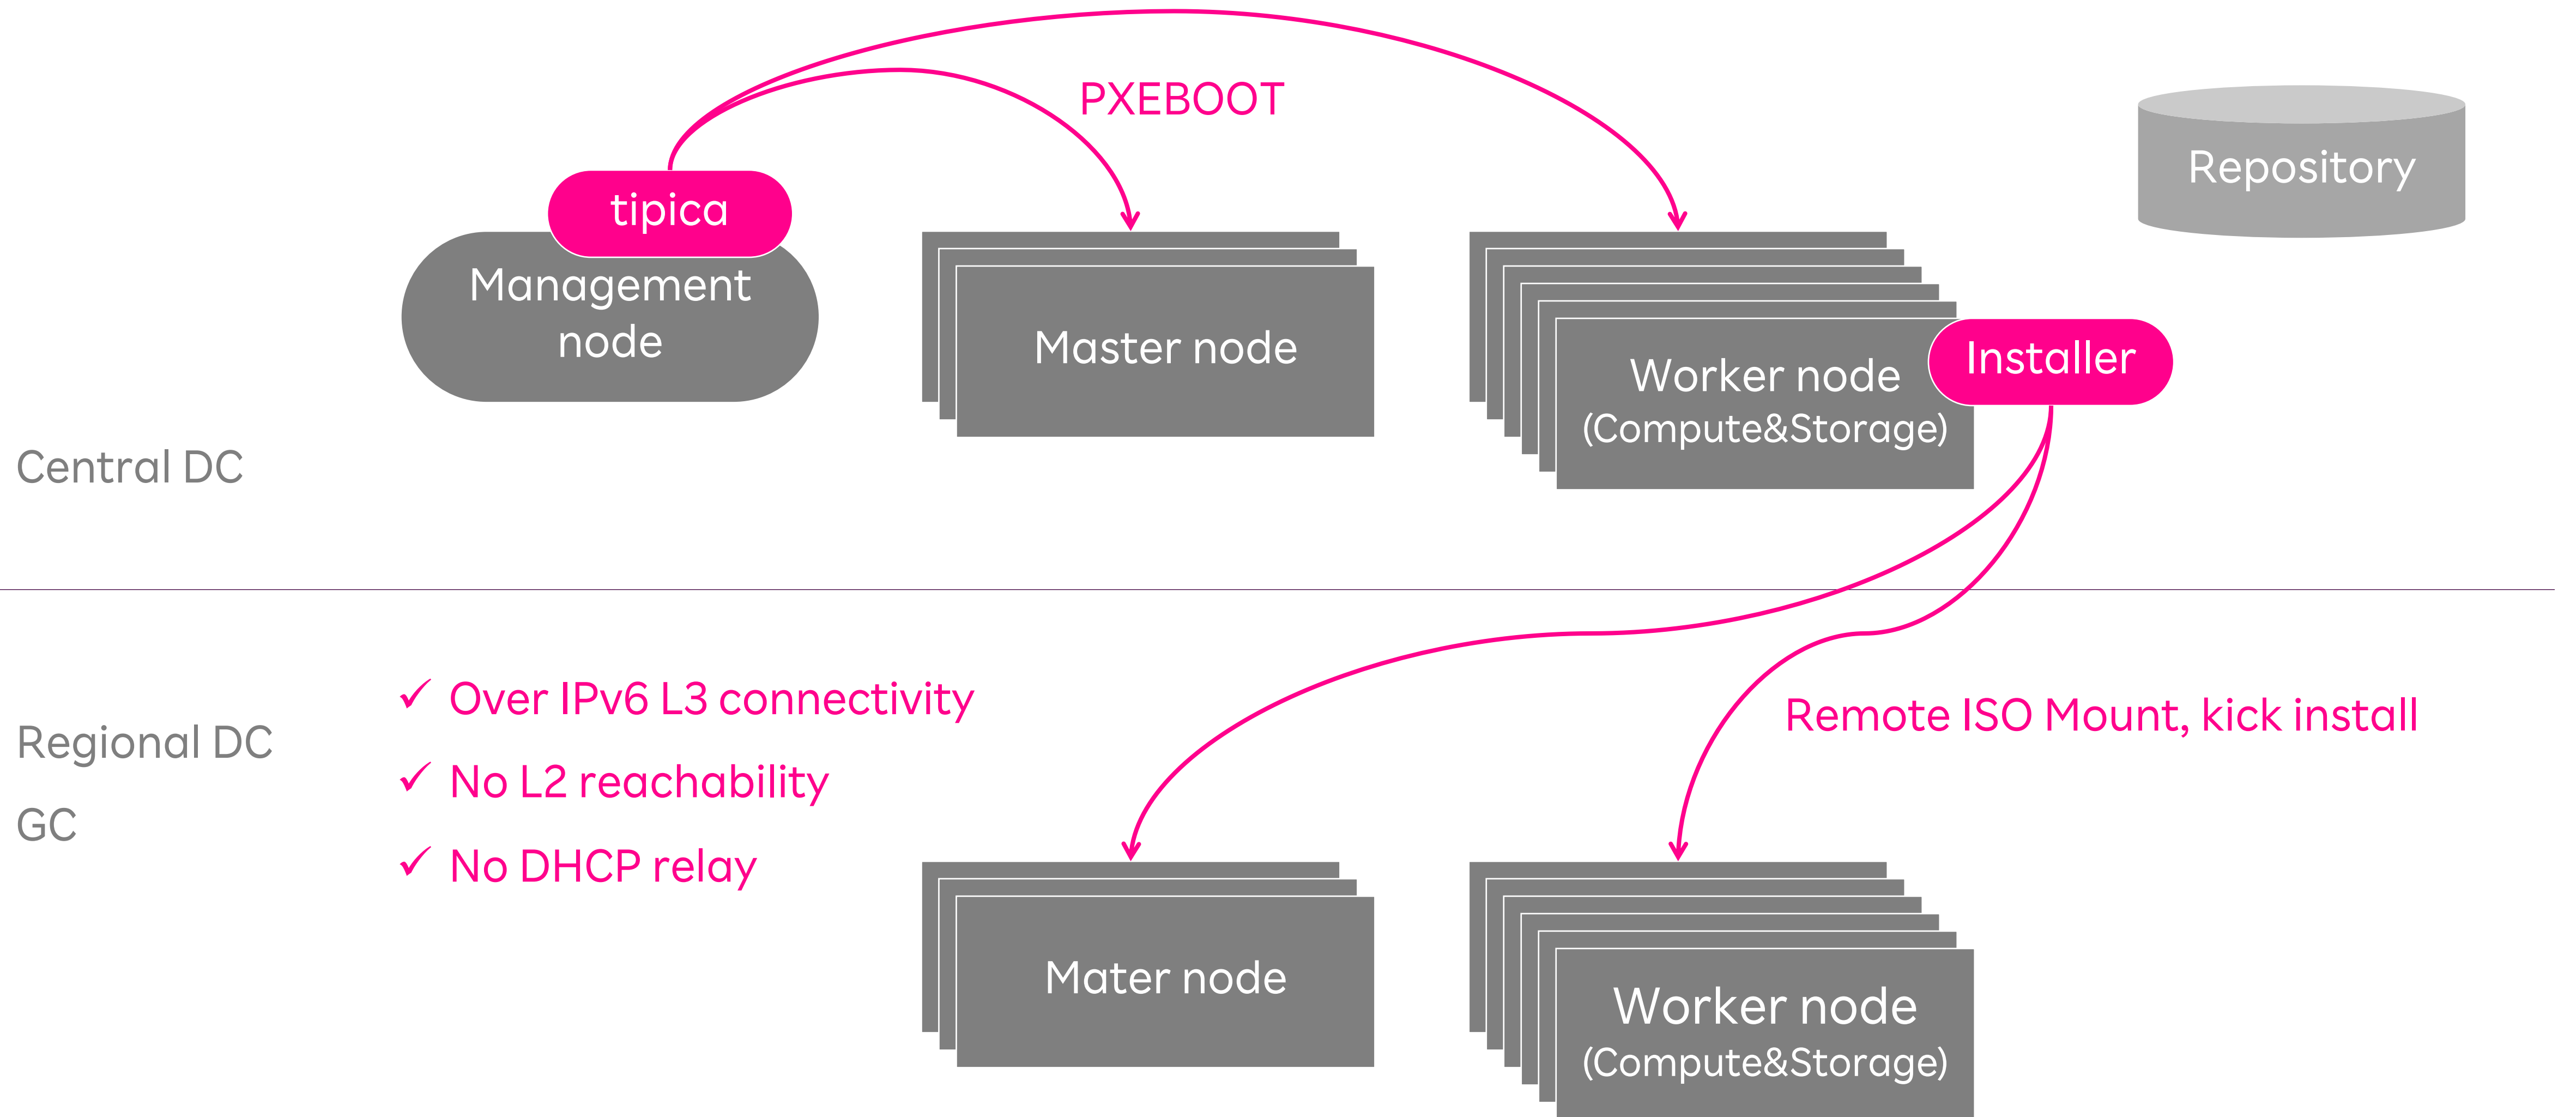 PXEBOOT
Repository
tipica
Management
node
Master node
Worker node
(Compute&Storage)
Installer
Central DC
Regional DC
GC
✓ Over IPv6 L3 connectivity
✓ No L2 reachability
✓ No DHCP relay
Remote ISO Mount, kick install
Mater node
Worker node
(Compute&Storage)